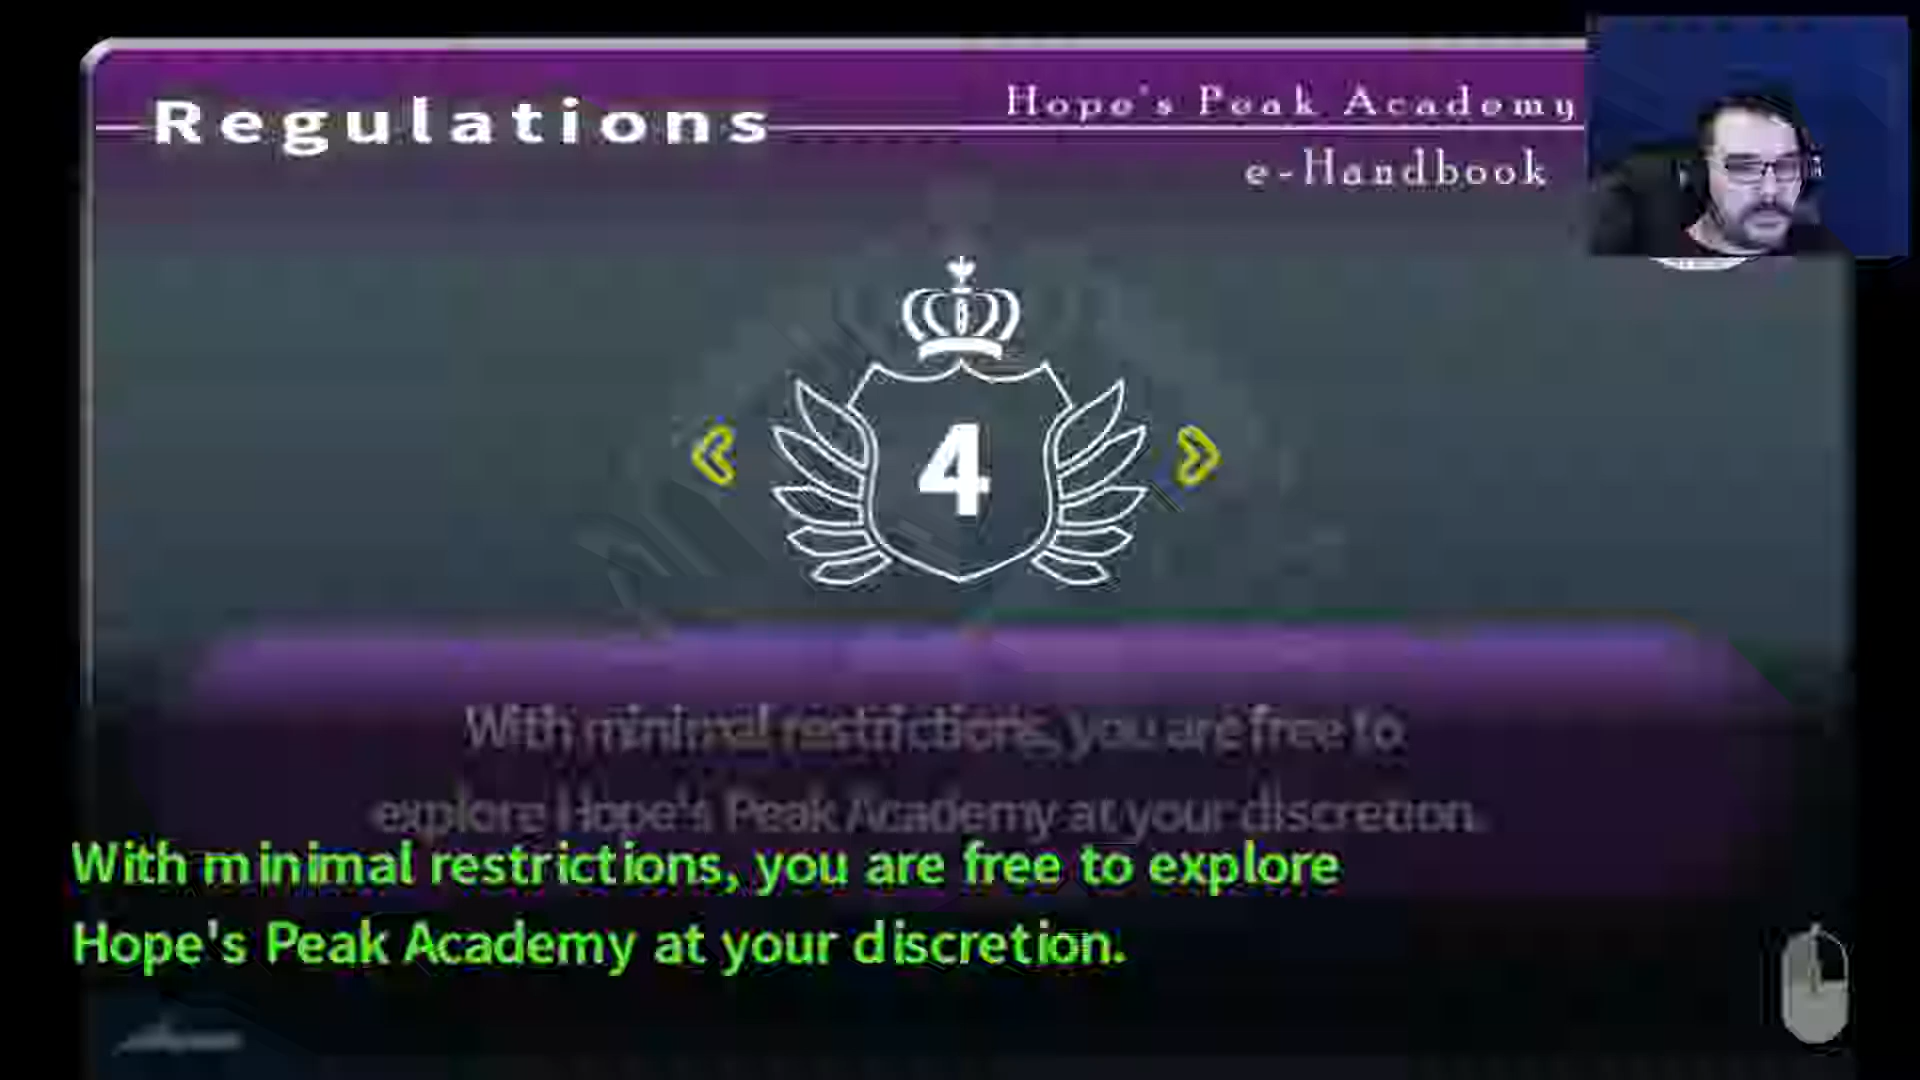 Regulations
Hope's Peak Academy
e-Handbook
4
With minimal restrictions, you are free to
explore Hope's Peak Academy at your discretion.
With minimal restrictions, you are free to explore
Hope's Peak Academy at your discretion.